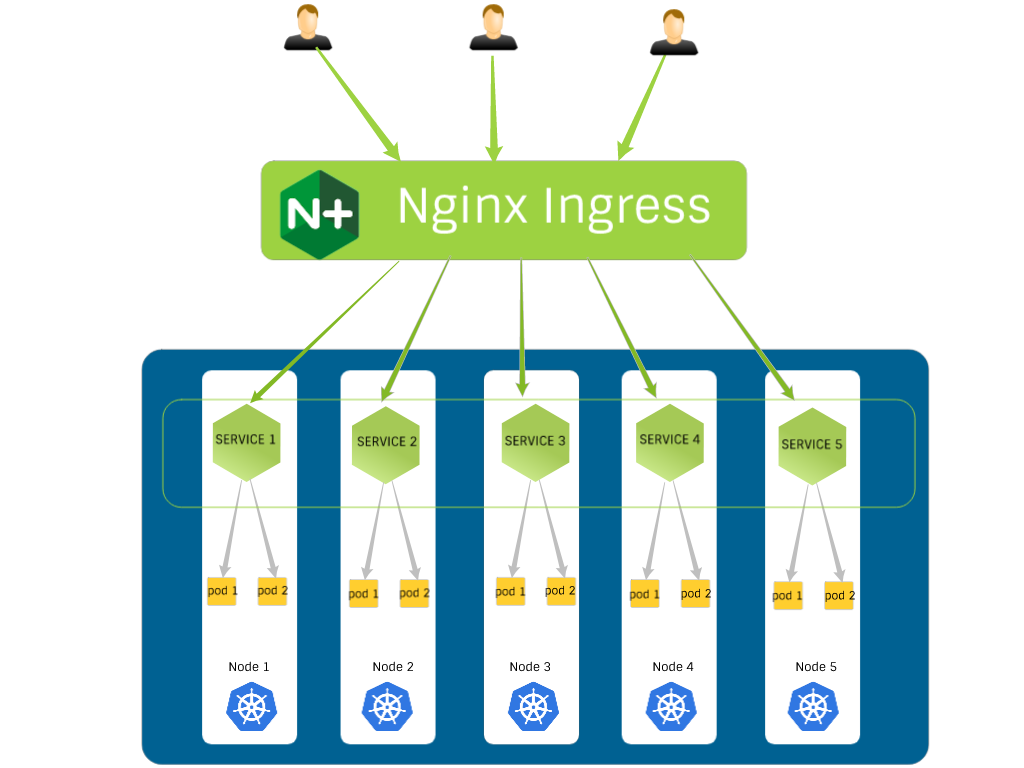 N+ Nginx Ingress
SERVICE 1
SERVICE 2
SERVICE 3
SERVICE 4
SERVICE 5
pod 1
pod 2
pod 1
pod 2
pod 1
pod 2
pod 1
pod 2
pod 1
pod 2
Node 1
Node 2
Node 3
Node 4
Node 5